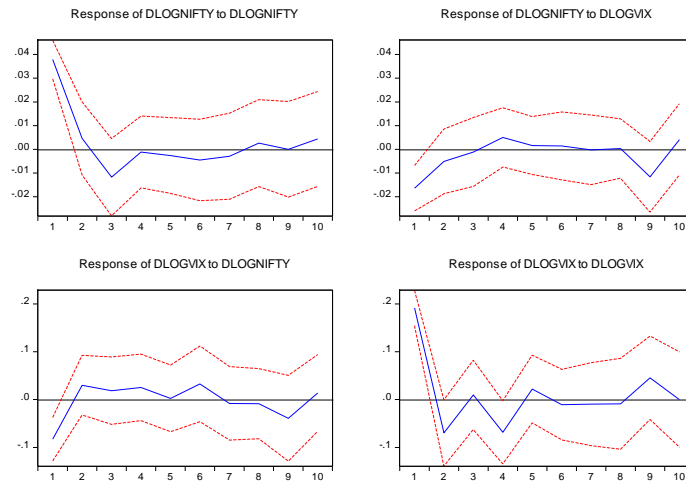 Response of DLOGNIFTY to DLOGNIFTY
.04
.03
.02
.01
.00
-.01
-.02
1 2 3 4 5 6 7 8 9 10
Response of DLOGNIFTY to DLOGVIX
.04
.03
.02
.01
.00
-.01
-.02
1 2 3 4 5 6 7 8 9 10
Response of DLOGVIX to DLOGNIFTY
.2
.1
.0
-.1
1 2 3 4 5 6 7 8 9 10
Response of DLOGVIX to DLOGVIX
.2
.1
.0
-.1
1 2 3 4 5 6 7 8 9 10